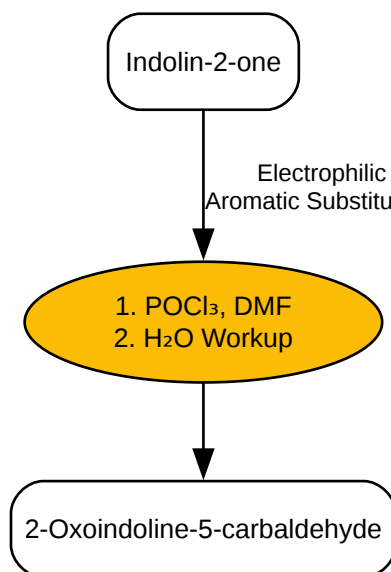 Indolin-2-one
Electrophilic
Aromatic Substitu
1. POCl₃, DMF
2. H₂O Workup
2-Oxoindoline-5-carbaldehyde